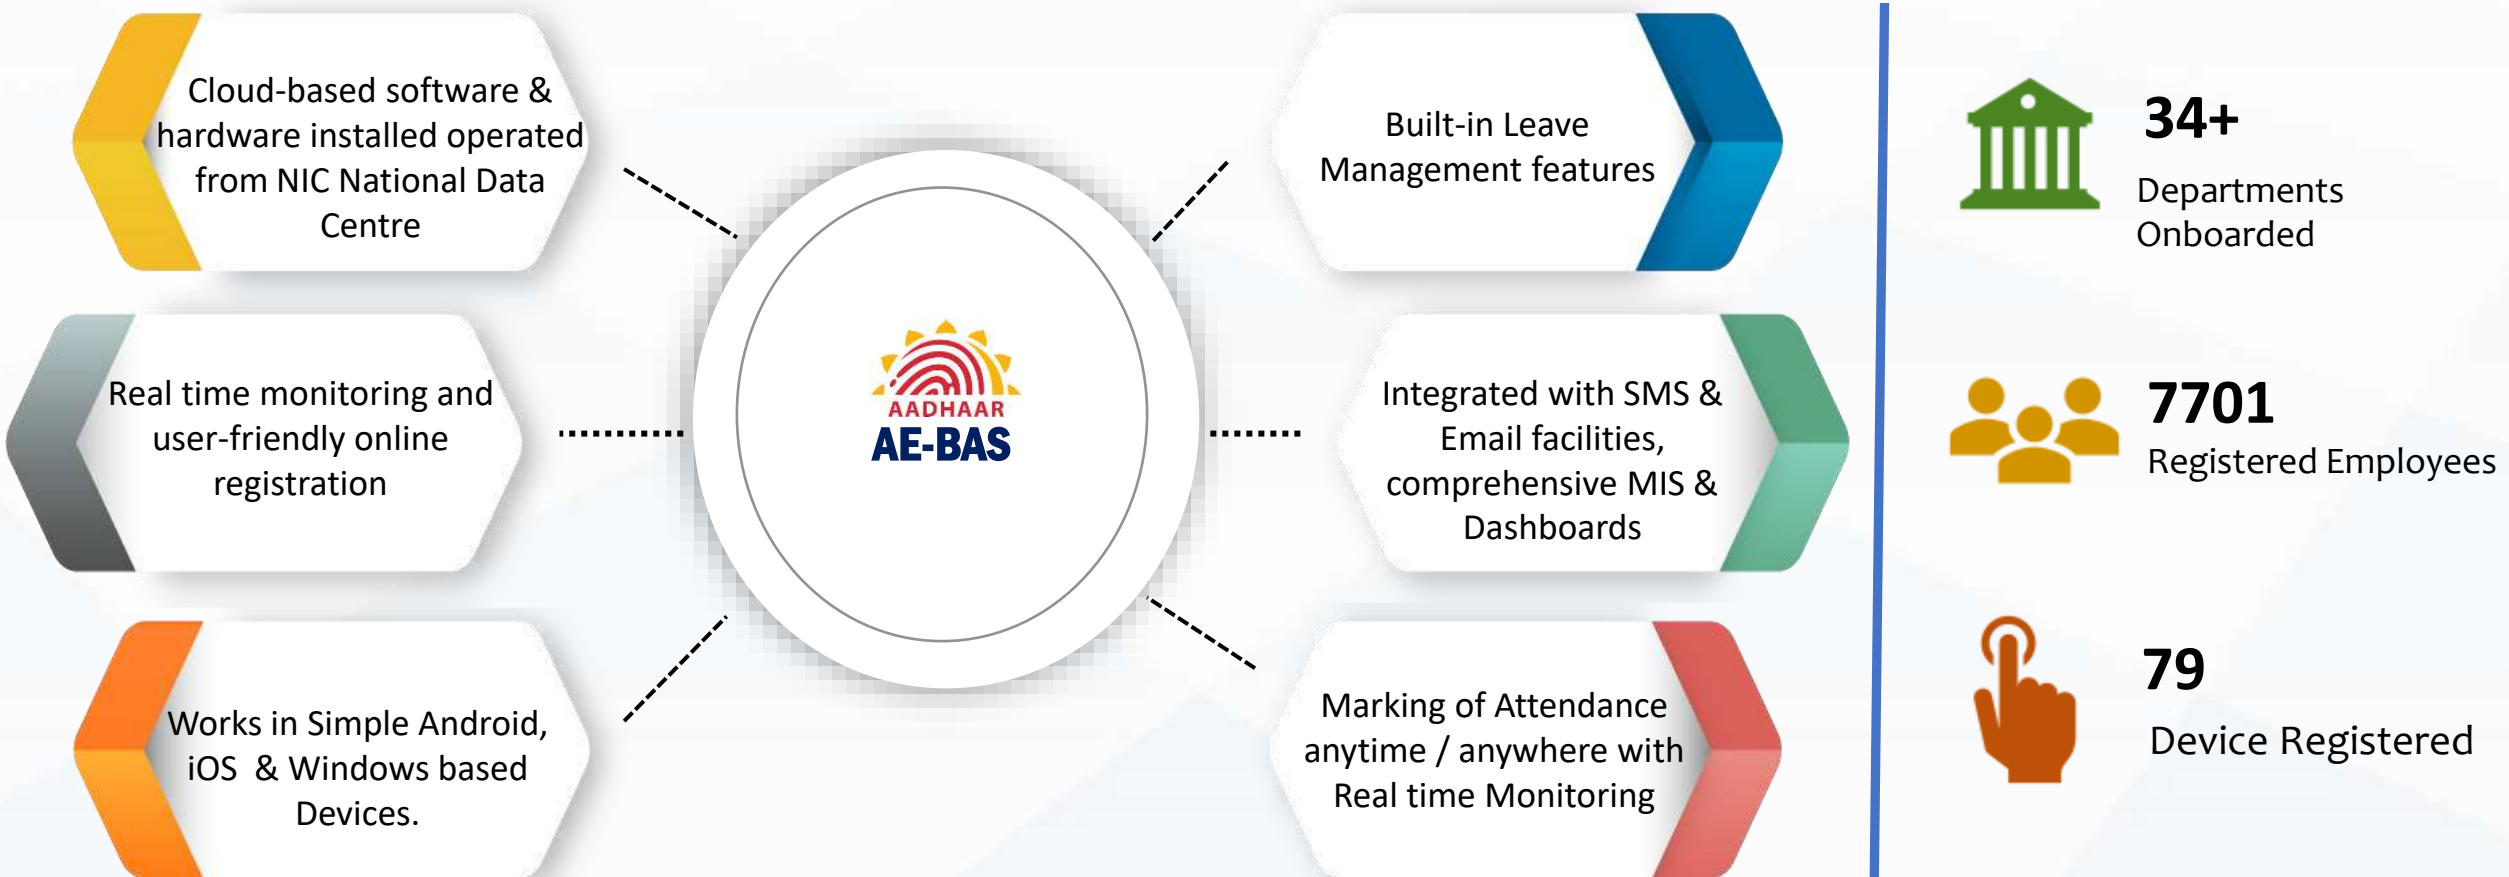 Cloud-based software &
hardware installed operated
from NIC National Data
Centre
Real time monitoring and
user-friendly online
registration
Works in Simple Android,
iOS  & Windows based
Devices.
AADHAAR
AE-BAS
Built-in Leave
Management features
Integrated with SMS &
Email facilities,
comprehensive MIS &
Dashboards
Marking of Attendance
anytime / anywhere with
Real time Monitoring
34+
Departments
Onboarded
7701
Registered Employees
79
Device Registered